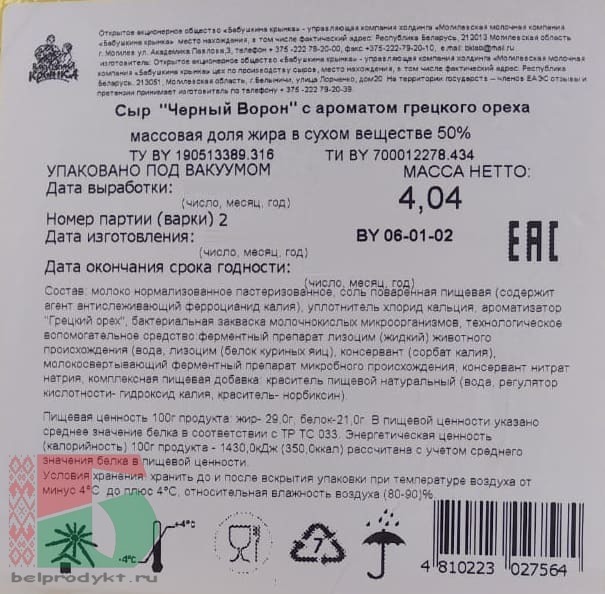 БАБУШКИНА
КРЫНКА
Открытое акционерное общество «Бабушкина крынка» - управляющая компания холдинга «Могилевская молочная компания
«Бабушкина крынка» место нахождения, в том числе фактический адрес: Республика Беларусь, 212013 Могилевская область,
г. Могилев ул. Академика Павлова,3, телефон + 375 -222 79-20-00, факс +375-222-79-20-10, e.mail: bklab@mail.ru
изготовитель: Открытое акционерное общество «Бабушкина крынка» - управляющая компания холдинга «Могилевская молочная
компания «Бабушкина крынка» цех по производству сыров, место нахождения, в том числе фактический адрес. Республика
Беларусь, 213051, Могилевская область, г.Белыничи, улица Лорченко, дом20 На территории государств – членов ЕАЭС отзывы и
претензии принимает изготовитель по телефону + 375 -222 79-20-39.
Сыр "Черный Ворон" с ароматом грецкого ореха
массовая доля жира в сухом веществе 50%
ТУ BY 190513389.316 ТИ BY 700012278.434
УПАКОВАНО ПОД ВАКУУМОМ МАССА НЕТТО:
Дата выработки: 4,04
(число, месяц, год)
Номер партии (варки) 2
Дата изготовления: BY 06-01-02
(число, месяц, год)
EAC
Дата окончания срока годности:
(число, месяц, год)
Состав: молоко нормализованное пастеризованное, соль поваренная пищевая (содержит
агент антислеживающий ферроцианид калия), уплотнитель хлорид кальция, ароматизатор
"Грецкий орех", бактериальная закваска молочнокислых микроорганизмов, технологическое
вспомогательное средство:ферментный препарат лизоцим (жидкий) животного
происхождения (вода, лизоцим (белок куриных яиц), консервант (сорбат калия),
молокосвертывающий ферментный препарат микробного происхождения, консервант нитрат
натрия, комплексная пищевая добавка: краситель пищевой натуральный (вода, регулятор
кислотности- гидроксид калия, краситель- норбиксин).
Пищевая ценность 100г продукта: жир- 29,0г, белок-21,0г. В пищевой ценности указано
среднее значение белка в соответствии с ТР ТС 033. Энергетическая ценность
(калорийность) 100г продукта - 1430,0кДж (350,0ккал) рассчитана с учетом среднего
значения белка в пищевой ценности.
Условия хранения: хранить до и после вскрытия упаковки при температуре воздуха от
минус 4°С до плюс 4°С, относительная влажность воздуха (80-90)%.
+4°С
-4°С
7
4 810223 027564
belprodykt.ru